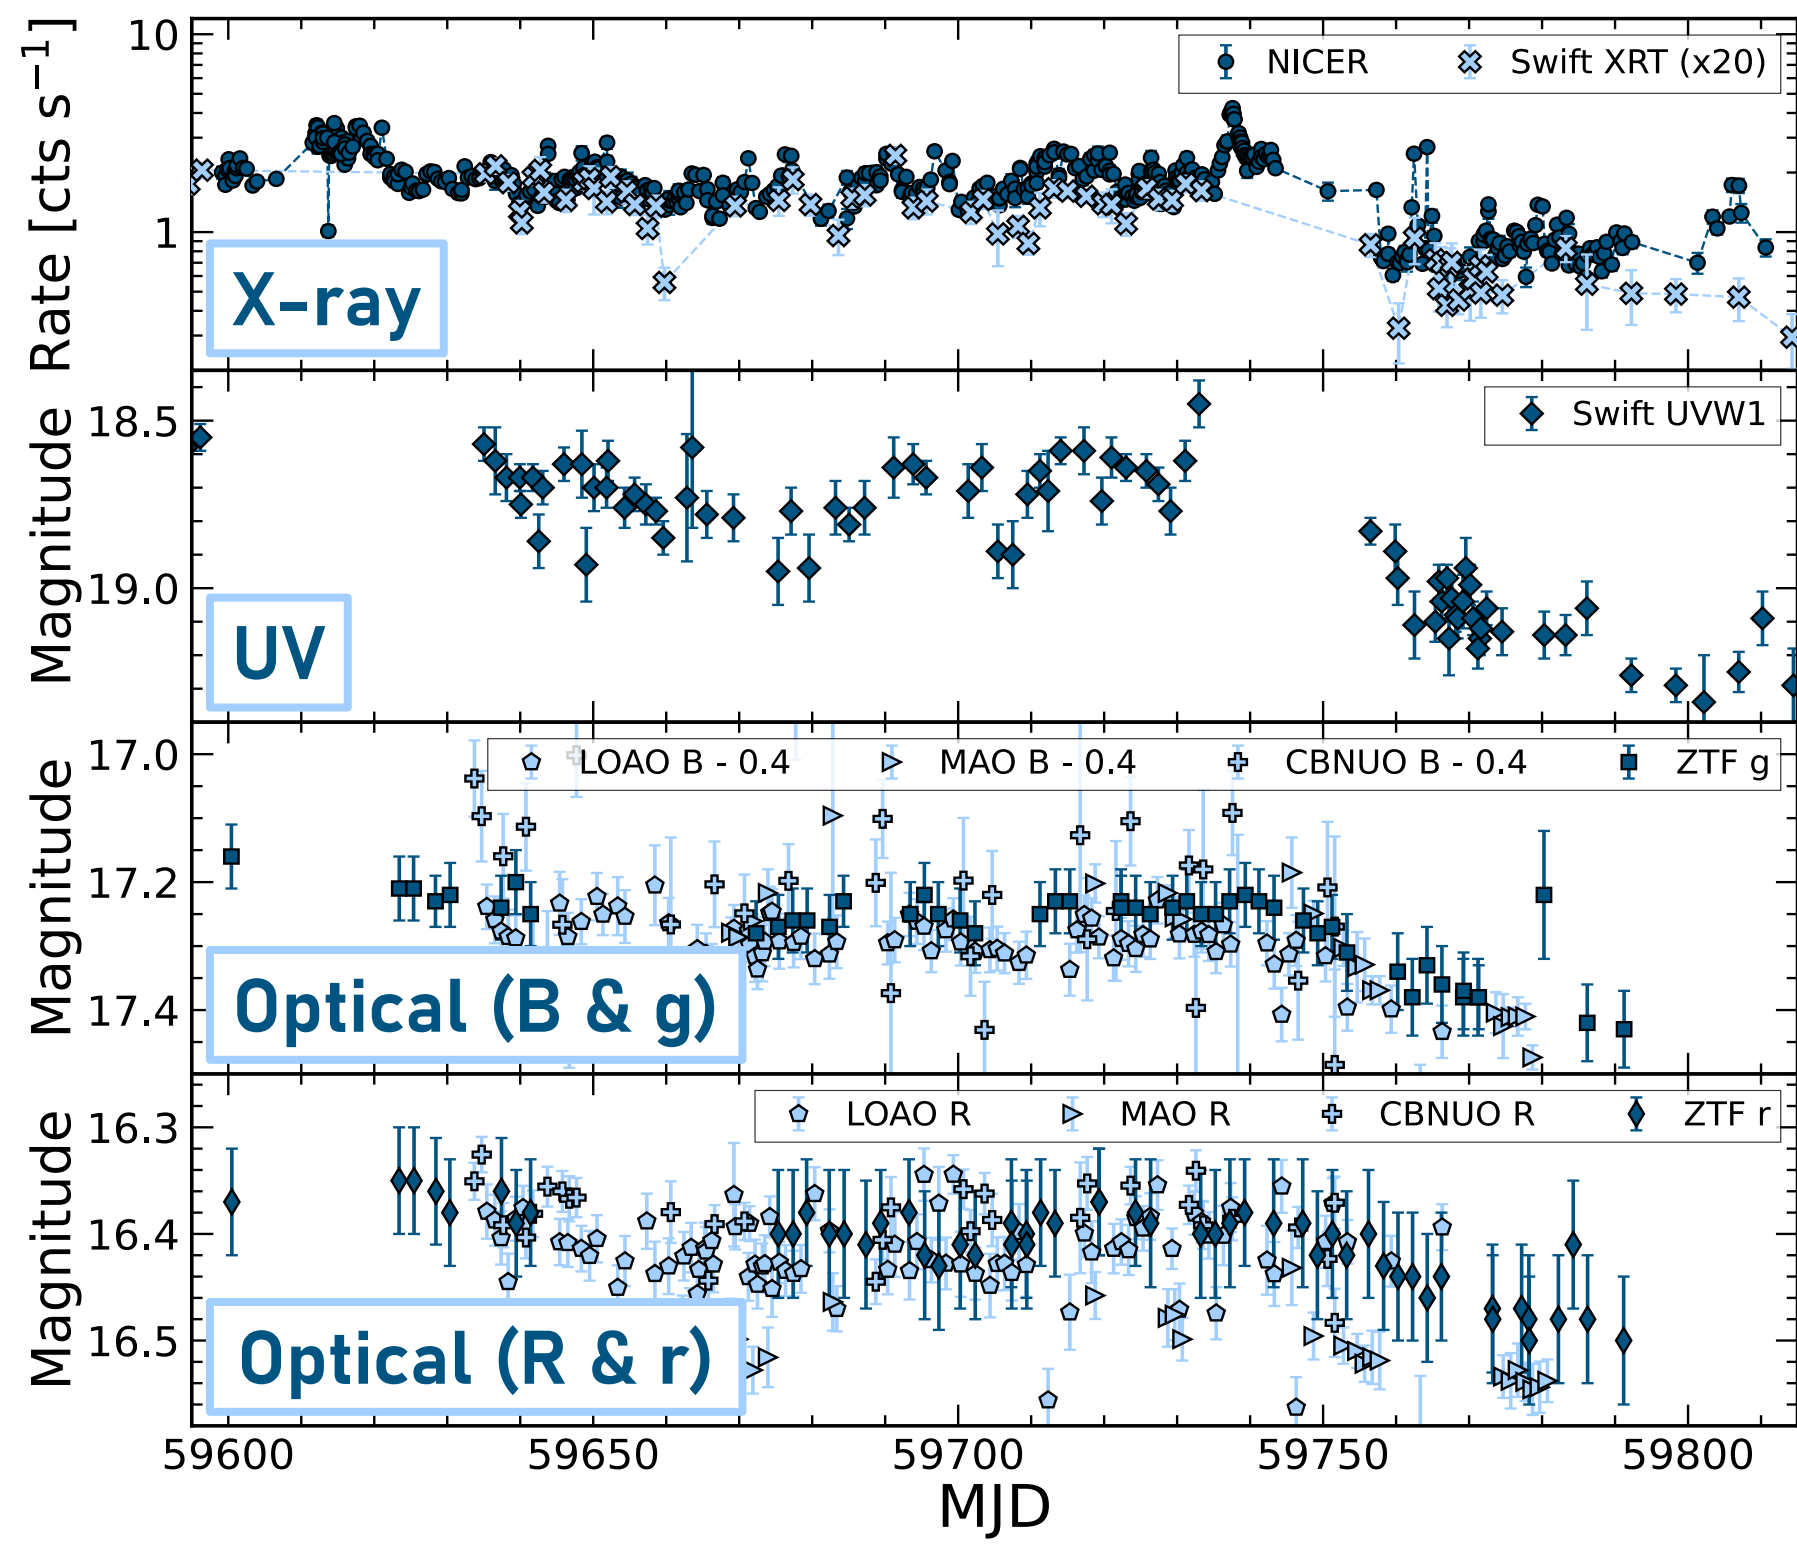 Rate [cts s⁻¹]
10
1
NICER
Swift XRT (x20)
X-ray
Magnitude
18.5
19.0
Swift UVW1
UV
Magnitude
17.0
17.2
17.4
LOAO B - 0.4
MAO B - 0.4
CBNUO B - 0.4
ZTF g
Optical (B & g)
Magnitude
16.3
16.4
16.5
LOAO R
MAO R
CBNUO R
ZTF r
Optical (R & r)
59600
59650
59700
59750
59800
MJD